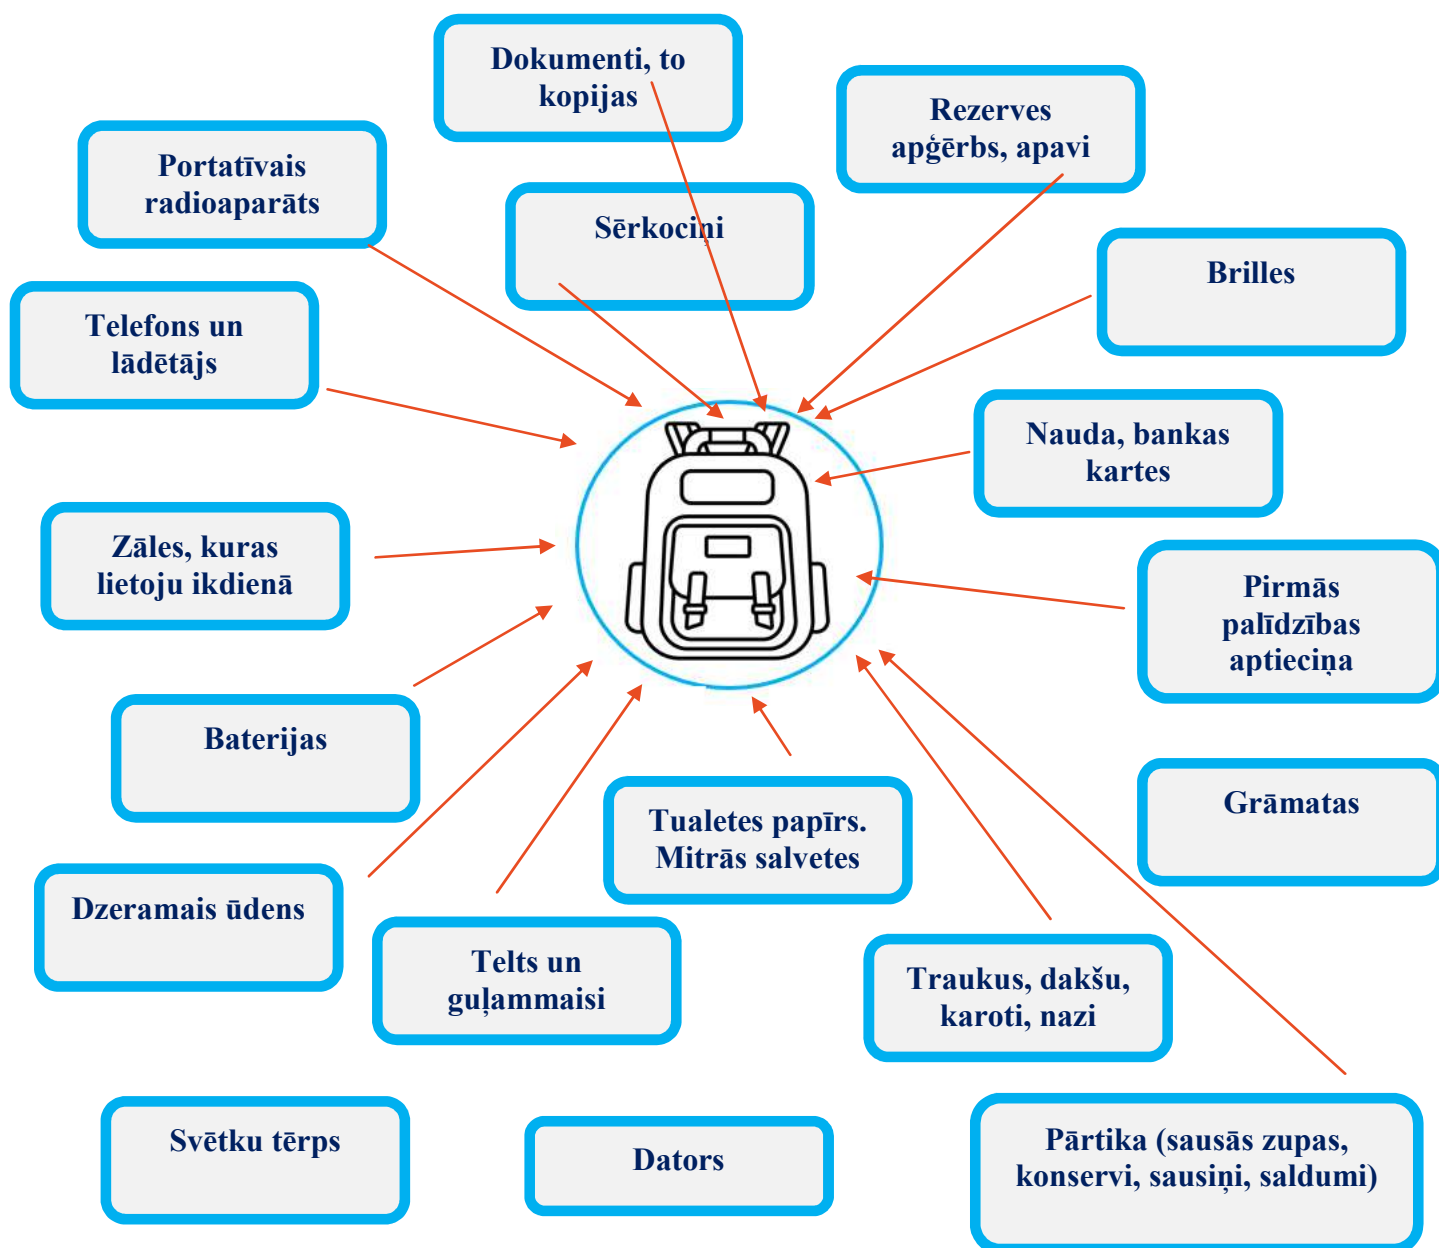 Dokumenti, to
kopijas
Rezerves
apģērbs, apavi
Portatīvais
radioaparāts
Sērkociņi
Brilles
Telefons un
lādētājs
Nauda, bankas
kartes
Zāles, kuras
lietoju ikdienā
Pirmās
palīdzības
aptieciņa
Baterijas
Grāmatas
Tualetes papīrs.
Mitrās salvetes
Dzeramais ūdens
Telts un
guļammaisi
Traukus, dakšu,
karoti, nazi
Svētku tērps
Dators
Pārtika (sausās zupas,
konservi, sausiņi, saldumi)